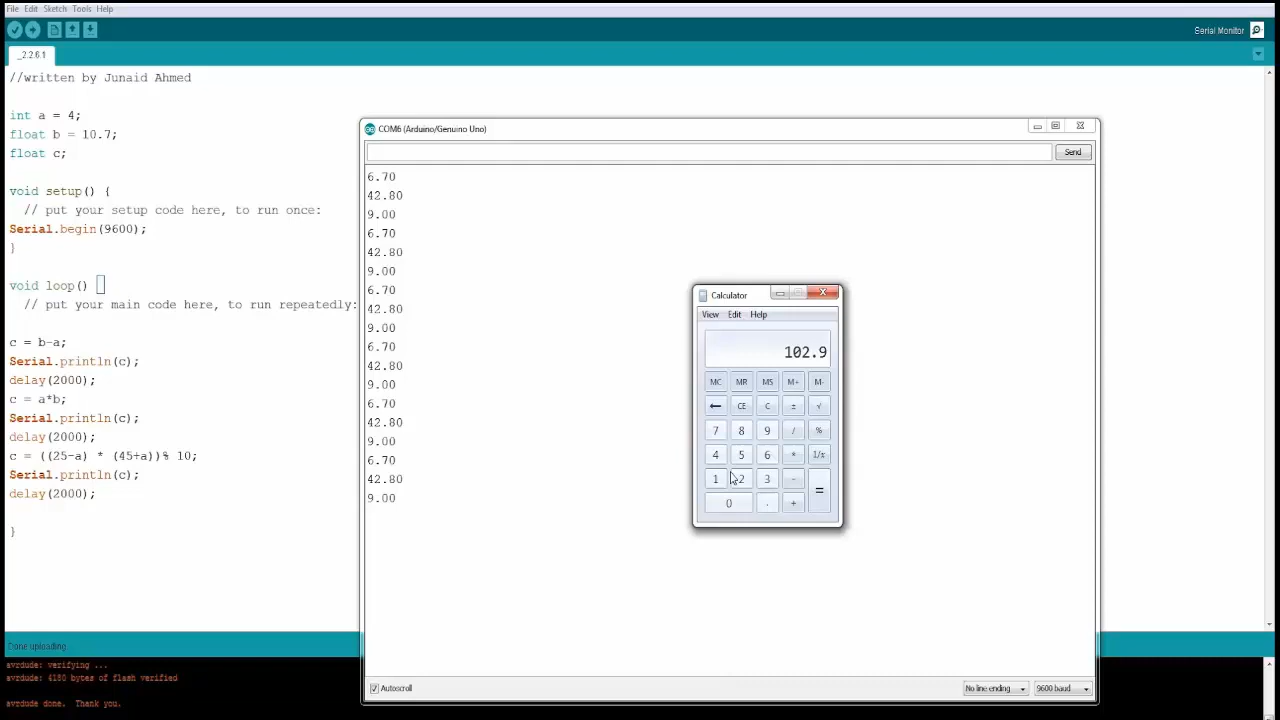 File Edit Sketch Tools Help
Serial Monitor
_2.2.6.1
//written by Junaid Ahmed
int a = 4;
float b = 10.7;
float c;
void setup() {
// put your setup code here, to run once:
Serial.begin(9600);
}
void loop() {
// put your main code here, to run repeatedly:
c = b-a;
Serial.println(c);
delay(2000);
c = a*b;
Serial.println(c);
delay(2000);
c = ((25-a) * (45+a))% 10;
Serial.println(c);
delay(2000);
}
Done uploading.
avrdude: verifying ...
avrdude: 4180 bytes of flash verified
avrdude done. Thank you.
COM6 (Arduino/Genuino Uno)
Send
6.70
42.80
9.00
6.70
42.80
9.00
6.70
42.80
9.00
6.70
42.80
9.00
6.70
42.80
9.00
6.70
42.80
9.00
Autoscroll
No line ending
9600 baud
Calculator
View Edit Help
102.9
MC MR MS M+ M-
← CE C ± √
7 8 9 / %
4 5 6 * 1/x
1 2 3 - =
0 . +